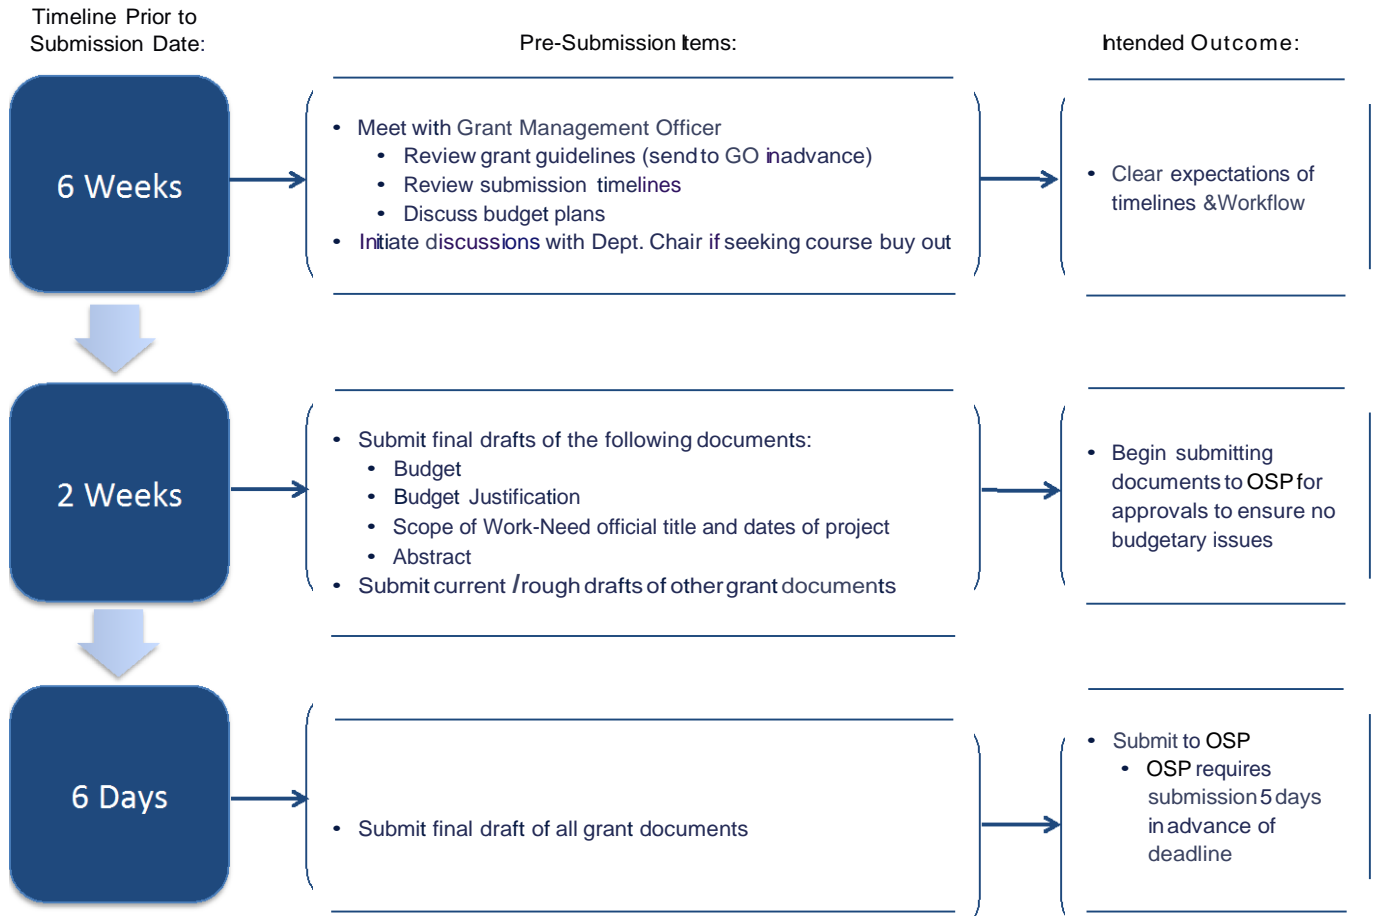 Timeline Prior to
Submission Date:
Pre-Submission Items:
Intended Outcome:
6 Weeks
• Meet with Grant Management Officer
• Review grant guidelines (send to GO in advance)
• Review submission timelines
• Discuss budget plans
• Initiate discussions with Dept. Chair if seeking course buy out
• Clear expectations of
timelines & Workflow
2 Weeks
• Submit final drafts of the following documents:
• Budget
• Budget Justification
• Scope of Work-Need official title and dates of project
• Abstract
• Submit current / rough drafts of other grant documents
• Begin submitting
documents to OSP for
approvals to ensure no
budgetary issues
6 Days
• Submit final draft of all grant documents
• Submit to OSP
• OSP requires
submission 5 days
in advance of
deadline